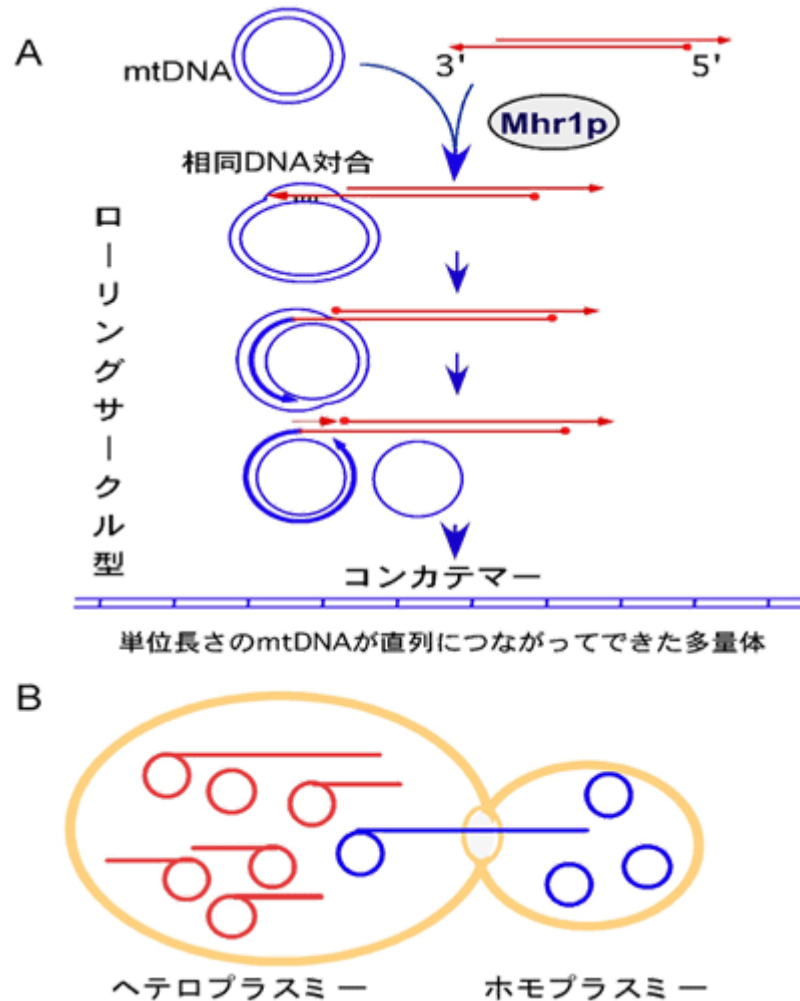 A
mtDNA
3'
5'
Mhr1p
相同DNA対合
ローリングサークル型
コンカテマー
単位長さのmtDNAが直列につながってできた多量体
B
ヘテロプラスミー
ホモプラスミー